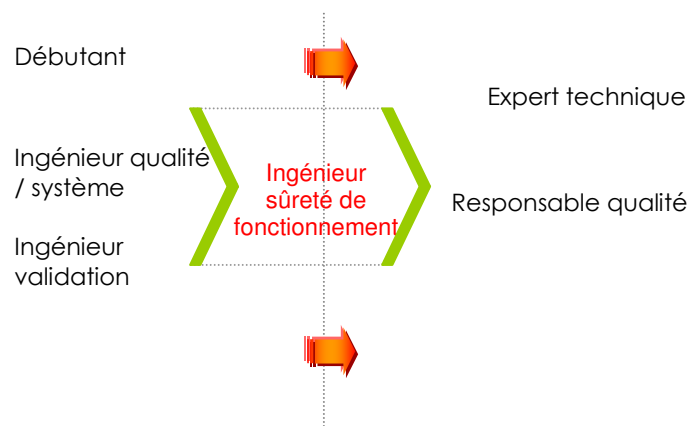 Débutant
Ingénieur qualité
/ système
Ingénieur
validation
Ingénieur
sûreté de
fonctionnement
Expert technique
Responsable qualité